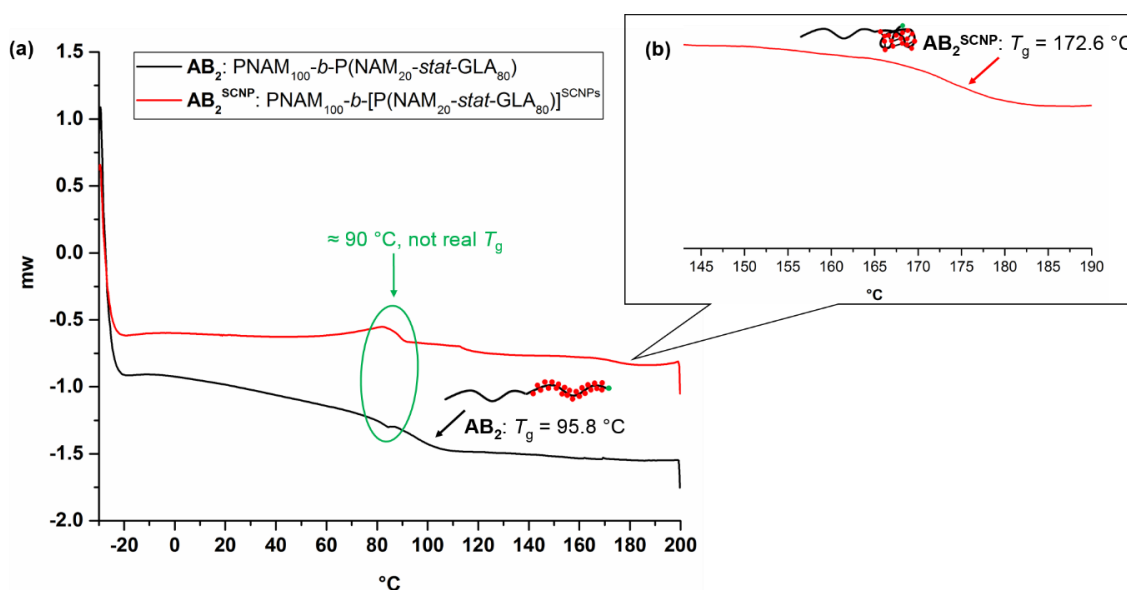 (a)
AB₂: PNAM₁₀₀-b-P(NAM₂₀-stat-GLA₈₀)
AB₂ˢᶜᴺᴾ: PNAM₁₀₀-b-[P(NAM₂₀-stat-GLA₈₀)]ˢᶜᴺᴾˢ
1.5
1.0
0.5
0.0
-0.5
-1.0
-1.5
-2.0
mw
≈ 90 °C, not real Tg
AB₂: Tg = 95.8 °C
-20 0 20 40 60 80 100 120 140 160 180 200
°C
(b)
AB₂ˢᶜᴺᴾ: Tg = 172.6 °C
145 150 155 160 165 170 175 180 185 190
°C